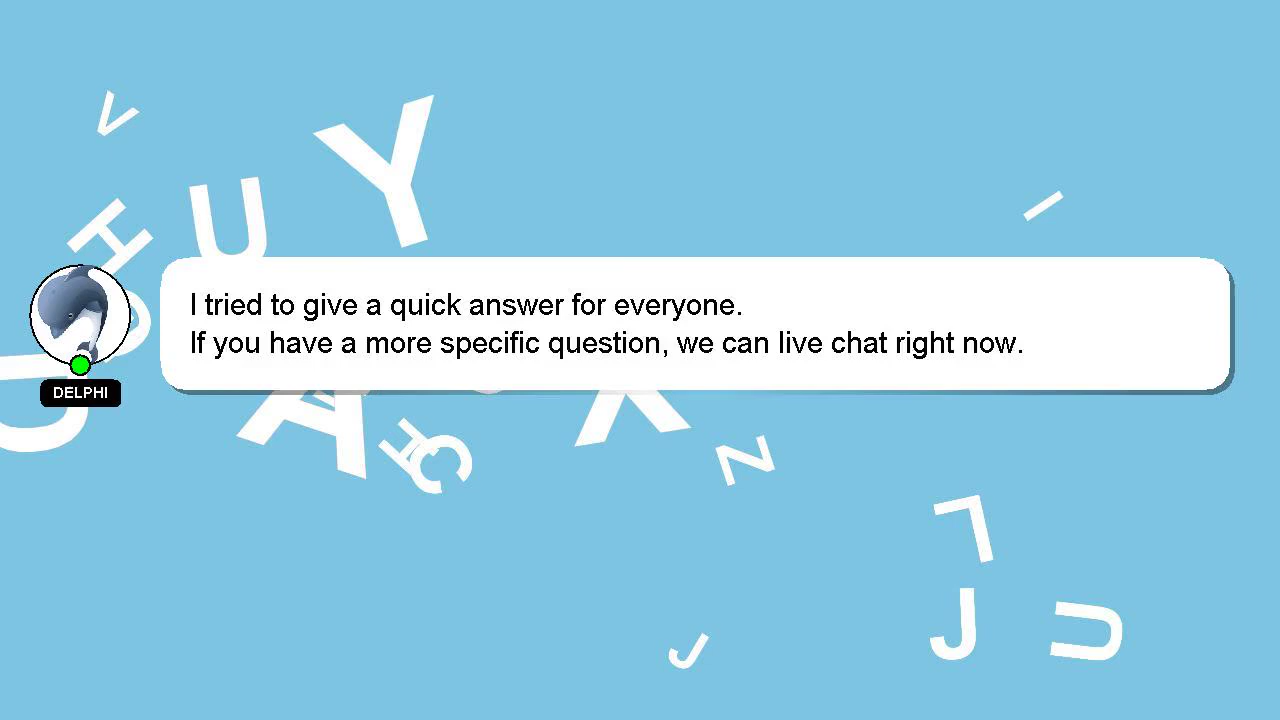 V
Y
U
H
I
I tried to give a quick answer for everyone.
If you have a more specific question, we can live chat right now.
DELPHI
A
X
H
C
N
L
J
U
J